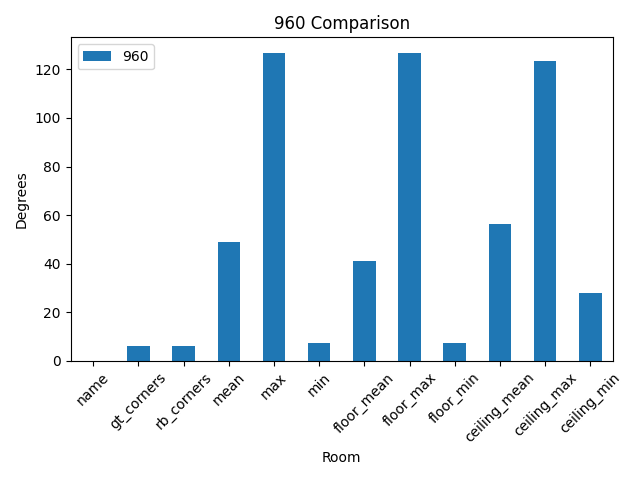 960 Comparison
960
Degrees
120
100
80
60
40
20
0
name
gt_corners
rb_corners
mean
max
min
floor_mean
floor_max
floor_min
ceiling_mean
ceiling_max
ceiling_min
Room